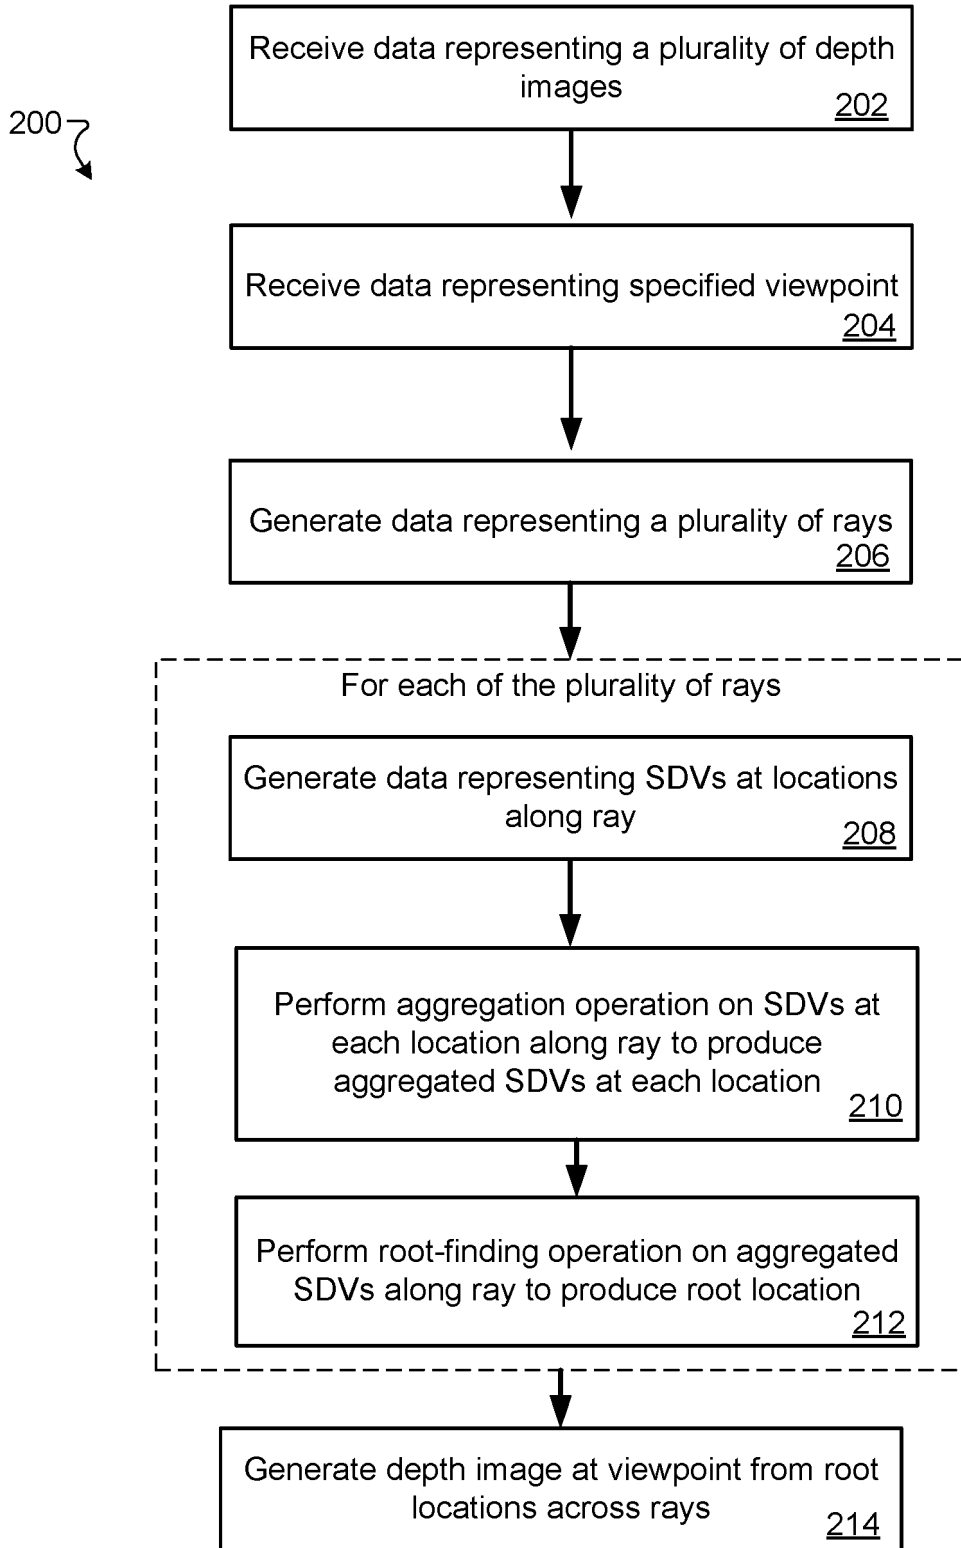 Receive data representing a plurality of depth
images
202
200
Receive data representing specified viewpoint
204
Generate data representing a plurality of rays
206
For each of the plurality of rays
Generate data representing SDVs at locations
along ray
208
Perform aggregation operation on SDVs at
each location along ray to produce
aggregated SDVs at each location
210
Perform root-finding operation on aggregated
SDVs along ray to produce root location
212
Generate depth image at viewpoint from root
locations across rays
214